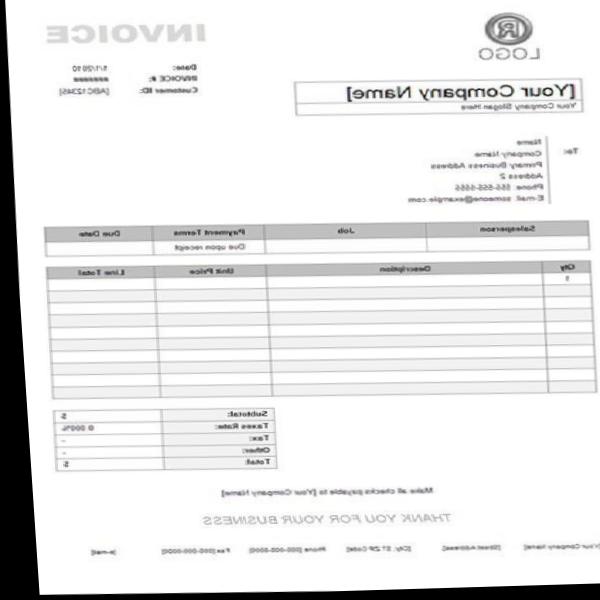 LOGO
INVOICE
[Your Company Name]
Your Company Slogan Here
Date: 1/1/2010
INVOICE #: #######
Customer ID: [ABC12345]
To:
Name
Company Name
Primary Business Address
Address 2
Phone: 555-555-5555
E-mail: someone@example.com
Salesperson Job Payment Terms Due Date
Due upon receipt
Qty Description Unit Price Line Total
1
Subtotal: $
Taxes Rate: 0.000%
Tax: -
Other: -
Total: $
Make all checks payable to [Your Company Name]
THANK YOU FOR YOUR BUSINESS
[Your Company Name] [Street Address] [City, ST ZIP Code] Phone [000-000-0000] Fax [000-000-0000] [e-mail]